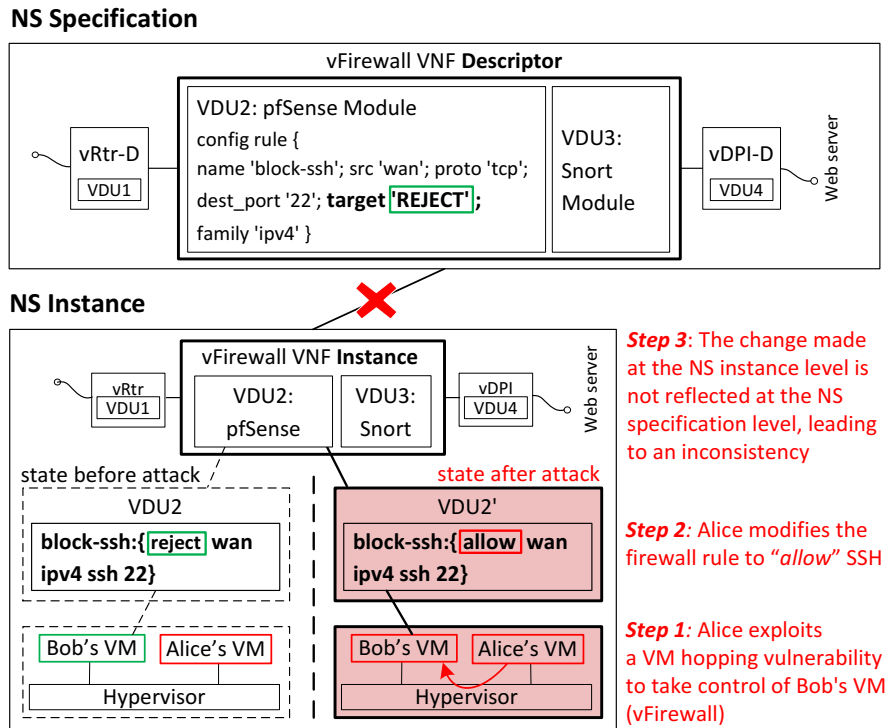 NS Specification
vFirewall VNF Descriptor
vRtr-D
VDU1
VDU2: pfSense Module
config rule {
name 'block-ssh'; src 'wan'; proto 'tcp';
dest_port '22'; target 'REJECT' ;
family 'ipv4' }
VDU3:
Snort
Module
vDPI-D
VDU4
Web server
NS Instance
vFirewall VNF Instance
vRtr
VDU1
VDU2:
pfSense
VDU3:
Snort
vDPI
VDU4
Web server
Step 3: The change made
at the NS instance level is
not reflected at the NS
specification level, leading
to an inconsistency
state before attack
VDU2
block-ssh:{ reject wan
ipv4 ssh 22}
state after attack
VDU2'
block-ssh:{ allow wan
ipv4 ssh 22}
Step 2: Alice modifies the
firewall rule to “allow” SSH
Bob's VM
Alice's VM
Hypervisor
Bob's VM
Alice's VM
Hypervisor
Step 1: Alice exploits
a VM hopping vulnerability
to take control of Bob's VM
(vFirewall)